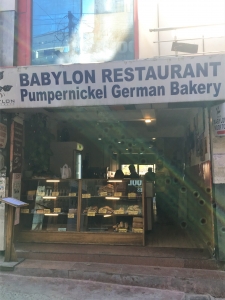 BABYLON RESTAURANT
Pumpernickel German Bakery